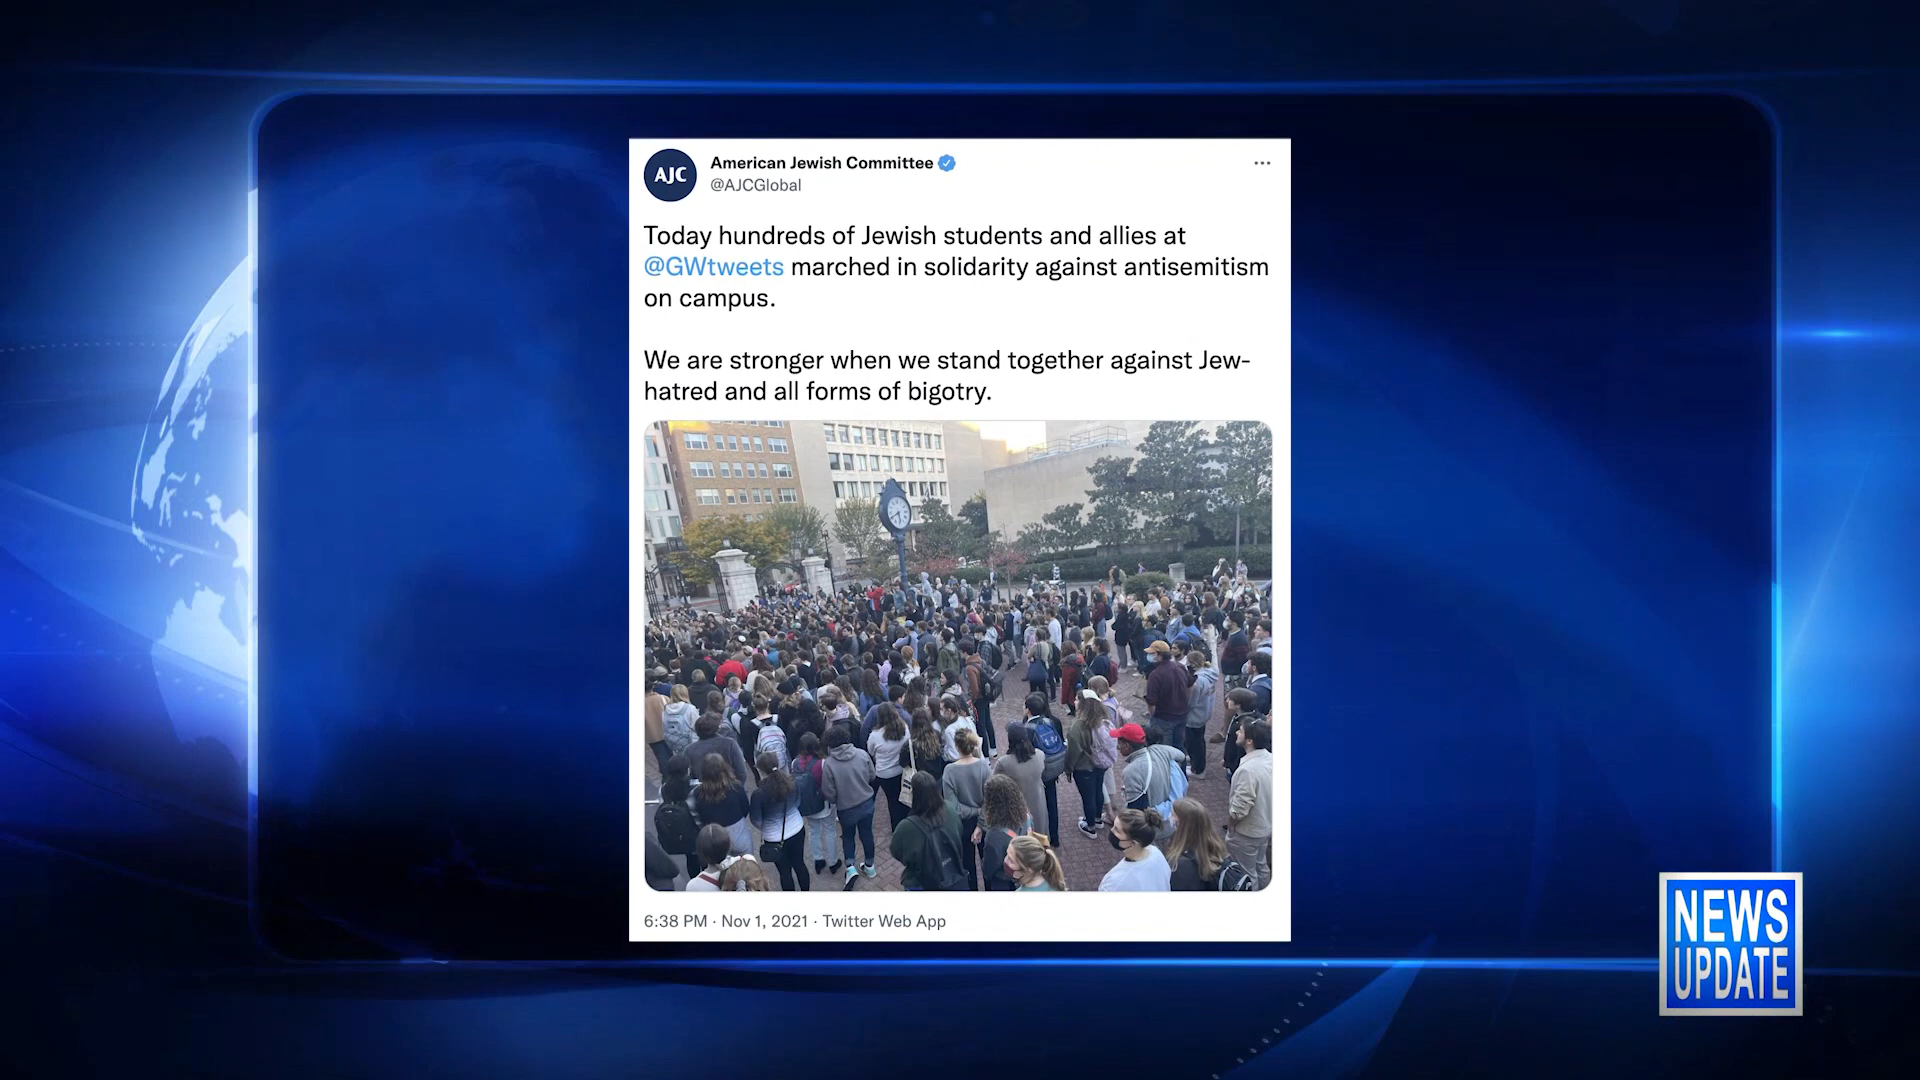 AJC
American Jewish Committee
@AJCGlobal
Today hundreds of Jewish students and allies at
@GWtweets marched in solidarity against antisemitism
on campus.
We are stronger when we stand together against Jew-
hatred and all forms of bigotry.
6:38 PM · Nov 1, 2021 · Twitter Web App
NEWS
UPDATE